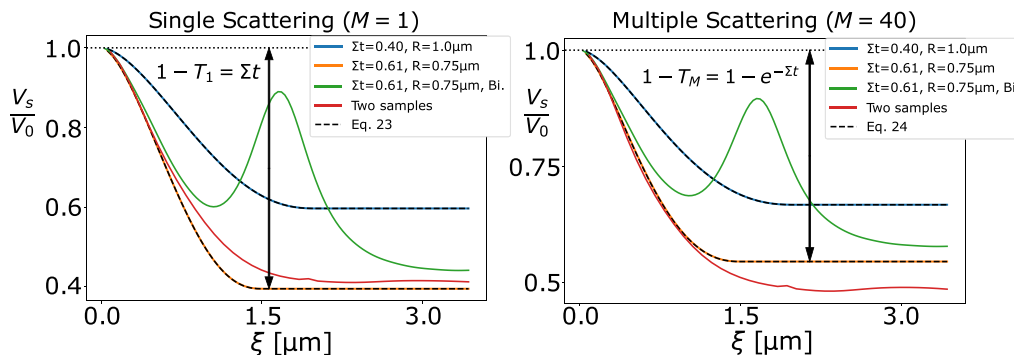 Single Scattering (M = 1)
1.0
0.8
0.6
0.4
V_s
V_0
1 − T_1 = Σt
Σt=0.40, R=1.0μm
Σt=0.61, R=0.75μm
Σt=0.61, R=0.75μm, Bi.
Two samples
Eq. 23
0.0
1.5
3.0
ξ [μm]
Multiple Scattering (M = 40)
1.0
0.75
0.5
V_s
V_0
1 − T_M = 1 − e^{−Σt}
Σt=0.40, R=1.0μm
Σt=0.61, R=0.75μm
Σt=0.61, R=0.75μm, Bi.
Two samples
Eq. 24
0.0
1.5
3.0
ξ [μm]